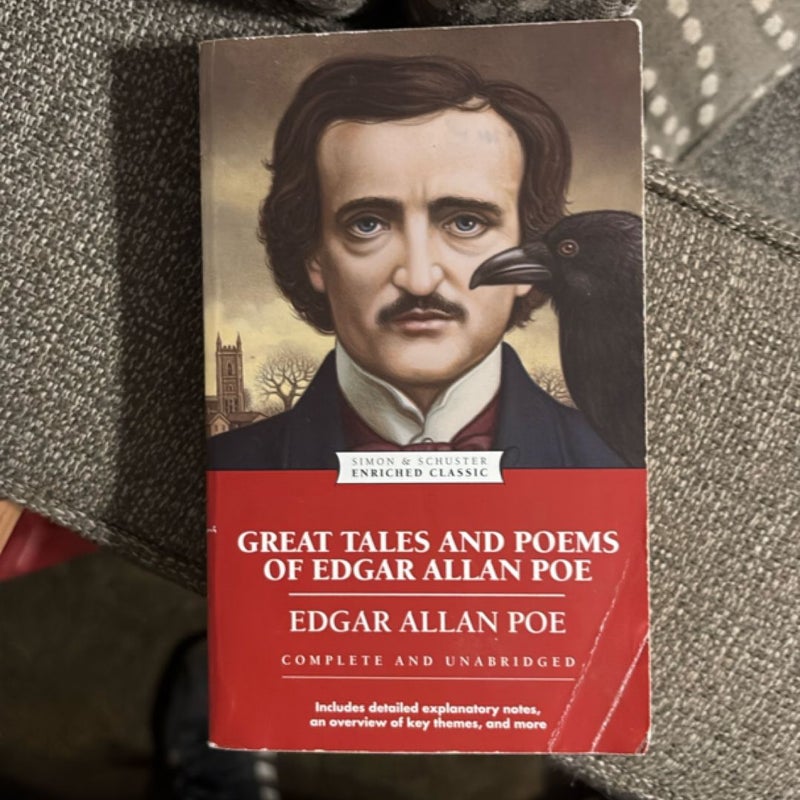 SIMON & SCHUSTER
ENRICHED CLASSIC
GREAT TALES AND POEMS
OF EDGAR ALLAN POE
EDGAR ALLAN POE
COMPLETE AND UNABRIDGED
Includes detailed explanatory notes,
an overview of key themes, and more